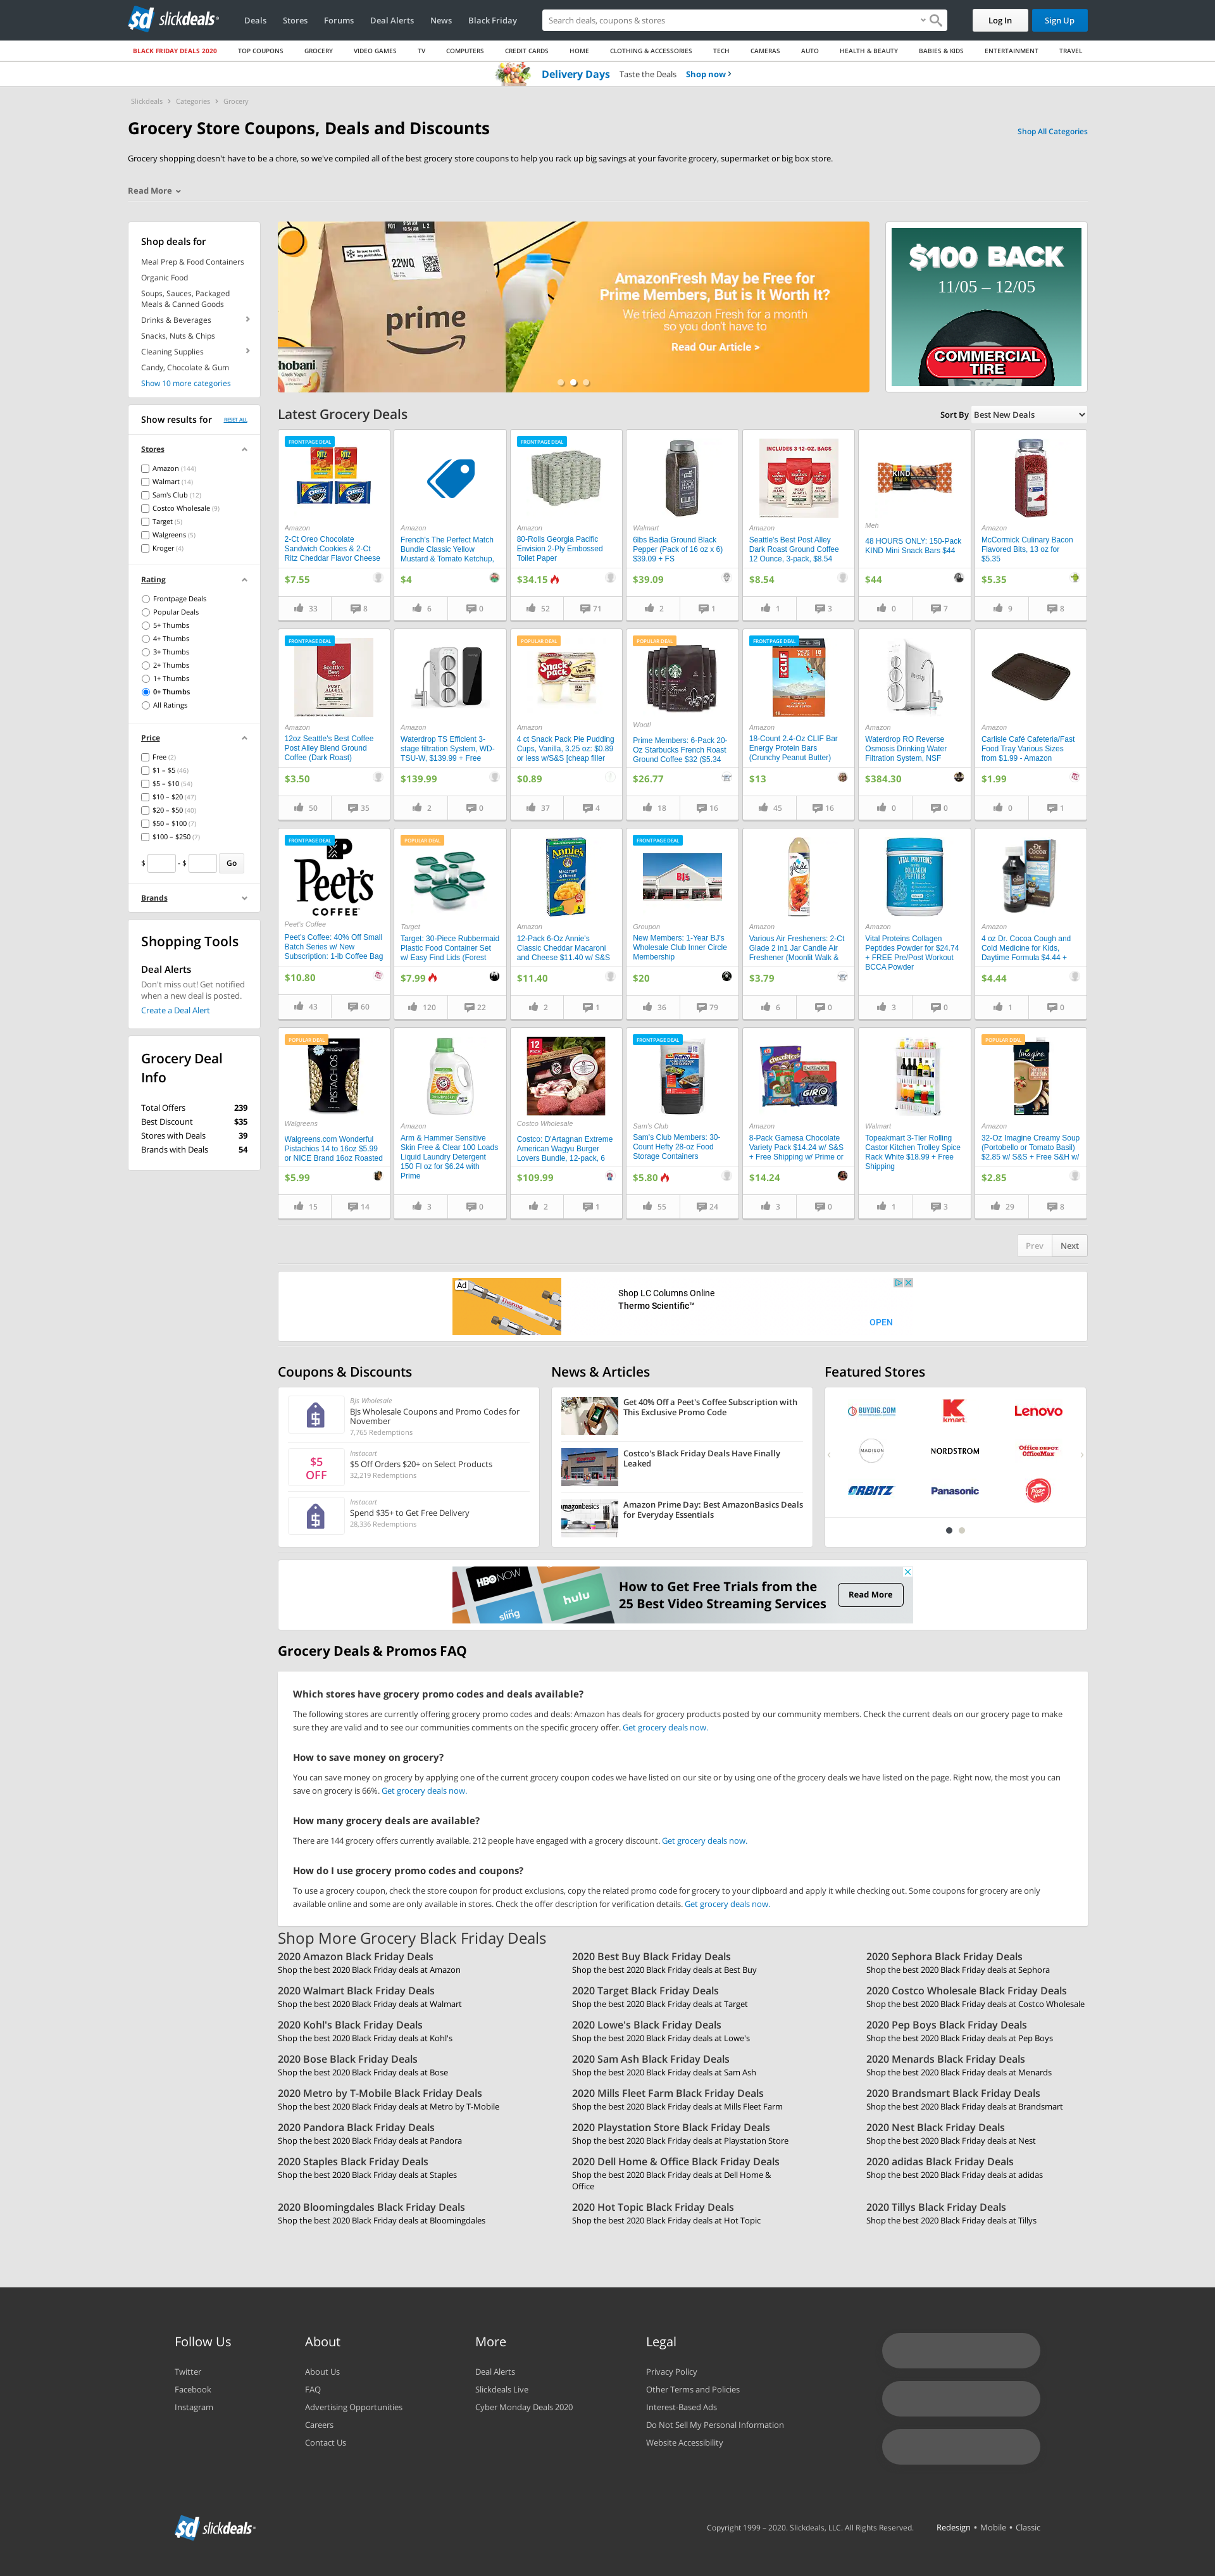 slickdeals
Deals Stores Forums Deal Alerts News Black Friday
Search deals, coupons & stores
Log In Sign Up
BLACK FRIDAY DEALS 2020 TOP COUPONS GROCERY VIDEO GAMES TV COMPUTERS CREDIT CARDS HOME CLOTHING & ACCESSORIES TECH CAMERAS AUTO HEALTH & BEAUTY BABIES & KIDS ENTERTAINMENT TRAVEL
Delivery Days Taste the Deals Shop now
Slickdeals Categories Grocery
Grocery Store Coupons, Deals and Discounts
Shop All Categories
Grocery shopping doesn't have to be a chore, so we've compiled all of the best grocery store coupons to help you rack up big savings at your favorite grocery, supermarket or big box store.
Read More
Shop deals for
Meal Prep & Food Containers
Organic Food
Soups, Sauces, Packaged
Meals & Canned Goods
Drinks & Beverages
Snacks, Nuts & Chips
Cleaning Supplies
Candy, Chocolate & Gum
Show 10 more categories
Show results for RESET ALL
Stores
Amazon (144)
Walmart (14)
Sam's Club (12)
Costco Wholesale (9)
Target (5)
Walgreens (5)
Kroger (4)
Rating
Frontpage Deals
Popular Deals
5+ Thumbs
4+ Thumbs
3+ Thumbs
2+ Thumbs
1+ Thumbs
0+ Thumbs
All Ratings
Price
Free (2)
$1 – $5 (46)
$5 – $10 (54)
$10 – $20 (47)
$20 – $50 (40)
$50 – $100 (7)
$100 – $250 (7)
$ - $ Go
Brands
Shopping Tools
Deal Alerts
Don't miss out! Get notified
when a new deal is posted.
Create a Deal Alert
Grocery Deal
Info
Total Offers 239
Best Discount $35
Stores with Deals 39
Brands with Deals 54
22WQ
prime
hobani
AmazonFresh May be Free for
Prime Members, But is It Worth It?
We tried Amazon Fresh for a month
so you don't have to
Read Our Article >
$100 BACK
11/05 – 12/05
COMMERCIAL
TIRE
Latest Grocery Deals
Sort By Best New Deals
FRONTPAGE DEAL
Amazon
2-Ct Oreo Chocolate
Sandwich Cookies & 2-Ct
Ritz Cheddar Flavor Cheese
$7.55
33 8
Amazon
French's The Perfect Match
Bundle Classic Yellow
Mustard & Tomato Ketchup,
$4
6 0
FRONTPAGE DEAL
Amazon
80-Rolls Georgia Pacific
Envision 2-Ply Embossed
Toilet Paper
$34.15
52 71
Walmart
6lbs Badia Ground Black
Pepper (Pack of 16 oz x 6)
$39.09 + FS
$39.09
2 1
INCLUDES 3 12-OZ. BAGS
Amazon
Seattle's Best Post Alley
Dark Roast Ground Coffee
12 Ounce, 3-pack, $8.54
$8.54
1 3
KIND
Meh
48 HOURS ONLY: 150-Pack
KIND Mini Snack Bars $44
$44
0 7
Amazon
McCormick Culinary Bacon
Flavored Bits, 13 oz for
$5.35
$5.35
9 8
FRONTPAGE DEAL
Amazon
12oz Seattle's Best Coffee
Post Alley Blend Ground
Coffee (Dark Roast)
$3.50
50 35
Amazon
Waterdrop TS Efficient 3-
stage filtration System, WD-
TSU-W, $139.99 + Free
$139.99
2 0
POPULAR DEAL
Snack Pack
Amazon
4 ct Snack Pack Pie Pudding
Cups, Vanilla, 3.25 oz: $0.89
or less w/S&S [cheap filler
$0.89
37 4
POPULAR DEAL
Woot!
Prime Members: 6-Pack 20-
Oz Starbucks French Roast
Ground Coffee $32 ($5.34
$26.77
18 16
FRONTPAGE DEAL
CLIF
Amazon
18-Count 2.4-Oz CLIF Bar
Energy Protein Bars
(Crunchy Peanut Butter)
$13
45 16
Amazon
Waterdrop RO Reverse
Osmosis Drinking Water
Filtration System, NSF
$384.30
0 0
Amazon
Carlisle Café Cafeteria/Fast
Food Tray Various Sizes
from $1.99 - Amazon
$1.99
0 1
FRONTPAGE DEAL
Peet's
COFFEE
Peet's Coffee
Peet's Coffee: 40% Off Small
Batch Series w/ New
Subscription: 1-lb Coffee Bag
$10.80
43 60
POPULAR DEAL
Target
Target: 30-Piece Rubbermaid
Plastic Food Container Set
w/ Easy Find Lids (Forest
$7.99
120 22
Annie's
Amazon
12-Pack 6-Oz Annie's
Classic Cheddar Macaroni
and Cheese $11.40 w/ S&S
$11.40
2 1
FRONTPAGE DEAL
BJ's
Groupon
New Members: 1-Year BJ's
Wholesale Club Inner Circle
Membership
$20
36 79
glade
Amazon
Various Air Fresheners: 2-Ct
Glade 2 in1 Jar Candle Air
Freshener (Moonlit Walk &
$3.79
6 0
VITAL PROTEINS
COLLAGEN
PEPTIDES
Amazon
Vital Proteins Collagen
Peptides Powder for $24.74
+ FREE Pre/Post Workout
BCCA Powder
3 0
Amazon
4 oz Dr. Cocoa Cough and
Cold Medicine for Kids,
Daytime Formula $4.44 +
$4.44
1 0
POPULAR DEAL
PISTACHIOS
Walgreens
Walgreens.com Wonderful
Pistachios 14 to 16oz $5.99
or NICE Brand 16oz Roasted
$5.99
15 14
Amazon
Arm & Hammer Sensitive
Skin Free & Clear 100 Loads
Liquid Laundry Detergent
150 Fl oz for $6.24 with
Prime
3 0
12
Costco Wholesale
Costco: D'Artagnan Extreme
American Wagyu Burger
Lovers Bundle, 12-pack, 6
$109.99
2 1
FRONTPAGE DEAL
Sam's Club
Sam's Club Members: 30-
Count Hefty 28-oz Food
Storage Containers
$5.80
55 24
GIRO
Amazon
8-Pack Gamesa Chocolate
Variety Pack $14.24 w/ S&S
+ Free Shipping w/ Prime or
$14.24
3 0
Walmart
Topeakmart 3-Tier Rolling
Castor Kitchen Trolley Spice
Rack White $18.99 + Free
Shipping
1 3
POPULAR DEAL
Imagine
Amazon
32-Oz Imagine Creamy Soup
(Portobello or Tomato Basil)
$2.85 w/ S&S + Free S&H w/
$2.85
29 8
Prev Next
Ad
Shop LC Columns Online
Thermo Scientific™
OPEN
Coupons & Discounts
BJs Wholesale
BJs Wholesale Coupons and Promo Codes for
November
7,765 Redemptions
$5
OFF
Instacart
$5 Off Orders $20+ on Select Products
32,219 Redemptions
Instacart
Spend $35+ to Get Free Delivery
28,336 Redemptions
News & Articles
Get 40% Off a Peet's Coffee Subscription with
This Exclusive Promo Code
Costco's Black Friday Deals Have Finally
Leaked
amazonbasics
Amazon Prime Day: Best AmazonBasics Deals
for Everyday Essentials
Featured Stores
BUYDIG.COM kmart Lenovo
MADISON NORDSTROM Office DEPOT OfficeMax
ORBITZ Panasonic Pizza Hut
HBO NOW
sling
hulu
How to Get Free Trials from the
25 Best Video Streaming Services
Read More
Grocery Deals & Promos FAQ
Which stores have grocery promo codes and deals available?
The following stores are currently offering grocery promo codes and deals: Amazon has deals for grocery products posted by our community members. Check the current deals on our grocery page to make
sure they are valid and to see our communities comments on the specific grocery offer. Get grocery deals now.
How to save money on grocery?
You can save money on grocery by applying one of the current grocery coupon codes we have listed on our site or by using one of the grocery deals we have listed on the page. Right now, the most you can
save on grocery is 66%. Get grocery deals now.
How many grocery deals are available?
There are 144 grocery offers currently available. 212 people have engaged with a grocery discount. Get grocery deals now.
How do I use grocery promo codes and coupons?
To use a grocery coupon, check the store coupon for product exclusions, copy the related promo code for grocery to your clipboard and apply it while checking out. Some coupons for grocery are only
available online and some are only available in stores. Check the offer description for verification details. Get grocery deals now.
Shop More Grocery Black Friday Deals
2020 Amazon Black Friday Deals 2020 Best Buy Black Friday Deals 2020 Sephora Black Friday Deals
Shop the best 2020 Black Friday deals at Amazon Shop the best 2020 Black Friday deals at Best Buy Shop the best 2020 Black Friday deals at Sephora
2020 Walmart Black Friday Deals 2020 Target Black Friday Deals 2020 Costco Wholesale Black Friday Deals
Shop the best 2020 Black Friday deals at Walmart Shop the best 2020 Black Friday deals at Target Shop the best 2020 Black Friday deals at Costco Wholesale
2020 Kohl's Black Friday Deals 2020 Lowe's Black Friday Deals 2020 Pep Boys Black Friday Deals
Shop the best 2020 Black Friday deals at Kohl's Shop the best 2020 Black Friday deals at Lowe's Shop the best 2020 Black Friday deals at Pep Boys
2020 Bose Black Friday Deals 2020 Sam Ash Black Friday Deals 2020 Menards Black Friday Deals
Shop the best 2020 Black Friday deals at Bose Shop the best 2020 Black Friday deals at Sam Ash Shop the best 2020 Black Friday deals at Menards
2020 Metro by T-Mobile Black Friday Deals 2020 Mills Fleet Farm Black Friday Deals 2020 Brandsmart Black Friday Deals
Shop the best 2020 Black Friday deals at Metro by T-Mobile Shop the best 2020 Black Friday deals at Mills Fleet Farm Shop the best 2020 Black Friday deals at Brandsmart
2020 Pandora Black Friday Deals 2020 Playstation Store Black Friday Deals 2020 Nest Black Friday Deals
Shop the best 2020 Black Friday deals at Pandora Shop the best 2020 Black Friday deals at Playstation Store Shop the best 2020 Black Friday deals at Nest
2020 Staples Black Friday Deals 2020 Dell Home & Office Black Friday Deals 2020 adidas Black Friday Deals
Shop the best 2020 Black Friday deals at Staples Shop the best 2020 Black Friday deals at Dell Home & Shop the best 2020 Black Friday deals at adidas
Office
2020 Bloomingdales Black Friday Deals 2020 Hot Topic Black Friday Deals 2020 Tillys Black Friday Deals
Shop the best 2020 Black Friday deals at Bloomingdales Shop the best 2020 Black Friday deals at Hot Topic Shop the best 2020 Black Friday deals at Tillys
Follow Us
Twitter
Facebook
Instagram
About
About Us
FAQ
Advertising Opportunities
Careers
Contact Us
More
Deal Alerts
Slickdeals Live
Cyber Monday Deals 2020
Legal
Privacy Policy
Other Terms and Policies
Interest-Based Ads
Do Not Sell My Personal Information
Website Accessibility
slickdeals
Copyright 1999 – 2020. Slickdeals, LLC. All Rights Reserved. Redesign • Mobile • Classic